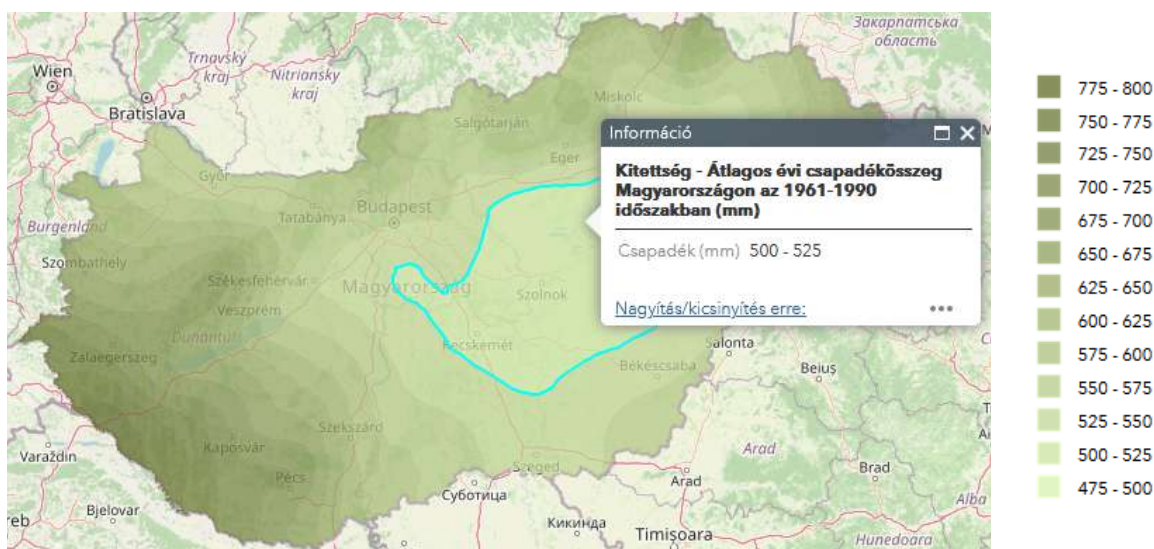 Закарпатська
область
Trnavský
kraj
Nitriansky
kraj
Wien
Bratislava
Miskolc
Salgótarján
Eger
Győr
Tatabánya
Budapest
Burgenland
Szombathely
Székesfehérvár
Magyarország
Szolnok
Veszprém
Dunántúl
Zalaegerszeg
Kecskemét
Békéscsaba
Salonta
Beiuș
Szekszárd
Kaposvár
Varaždin
Pécs
Szeged
Arad
Arad
Brad
Суботица
Bjelovar
Alba
Кикинда
Timișoara
Hunedoara
Információ
Kitettség - Átlagos évi csapadékösszeg
Magyarországon az 1961-1990
időszakban (mm)
Csapadék (mm) 500 - 525
Nagyítás/kicsinyítés erre:
775 - 800
750 - 775
725 - 750
700 - 725
675 - 700
650 - 675
625 - 650
600 - 625
575 - 600
550 - 575
525 - 550
500 - 525
475 - 500